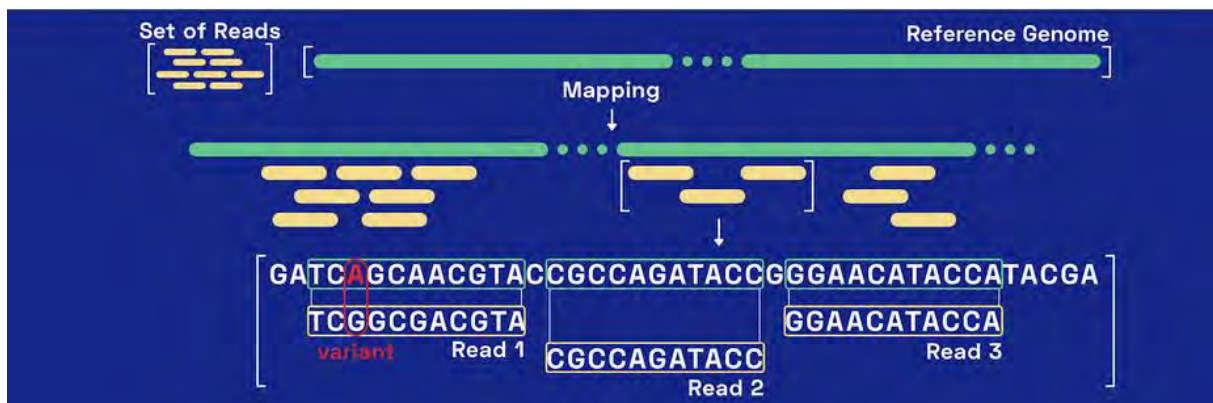 Set of Reads
Reference Genome
Mapping
GATCAGCAACGTACCGCCAGATACCGGGAACATACCATACGA
TCGGCGACGTA
GGAACATACCA
variant
Read 1
Read 3
CGCCAGATACC
Read 2